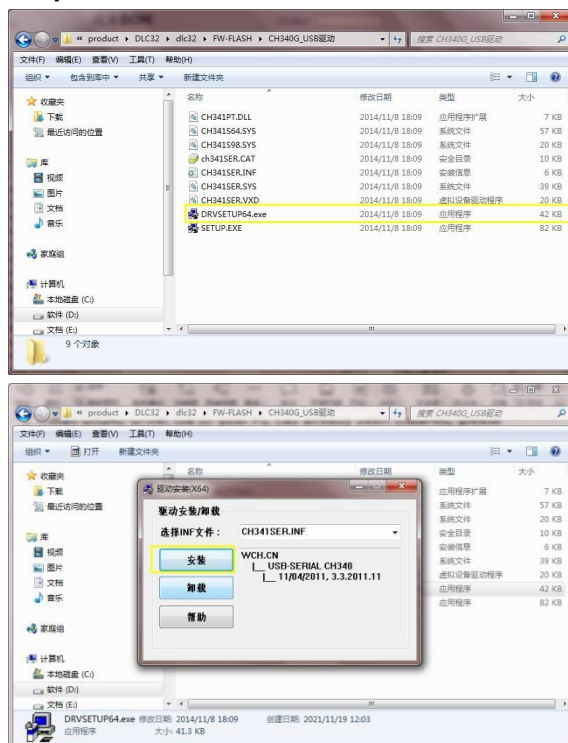 « product ▸ DLC32 ▸ dlc32 ▸ FW-FLASH ▸ CH340G_USB驱动
搜索 CH340G_USB驱动
文件(F) 编辑(E) 查看(V) 工具(T) 帮助(H)
组织 包含到库中 共享 新建文件夹
名称 修改日期 类型 大小
收藏夹
下载
最近访问的位置
库
视频
图片
文档
音乐
家庭组
计算机
本地磁盘 (C:)
软件 (D:)
文档 (E:)
CH341PT.DLL 2014/11/8 18:09 应用程序扩展 7 KB
CH341S64.SYS 2014/11/8 18:09 系统文件 57 KB
CH341S98.SYS 2014/11/8 18:09 系统文件 20 KB
ch341SER.CAT 2014/11/8 18:09 安全目录 10 KB
CH341SER.INF 2014/11/8 18:09 安装信息 6 KB
CH341SER.SYS 2014/11/8 18:09 系统文件 39 KB
CH341SER.VXD 2014/11/8 18:09 虚拟设备驱动程序 20 KB
DRVSETUP64.exe 2014/11/8 18:09 应用程序 42 KB
SETUP.EXE 2014/11/8 18:09 应用程序 82 KB
9 个对象
« product ▸ DLC32 ▸ dlc32 ▸ FW-FLASH ▸ CH340G_USB驱动
搜索 CH340G_USB驱动
文件(F) 编辑(E) 查看(V) 工具(T) 帮助(H)
组织 打开 新建文件夹
名称 修改日期 类型 大小
收藏夹
下载
最近访问的位置
库
视频
图片
文档
音乐
家庭组
计算机
本地磁盘 (C:)
软件 (D:)
文档 (E:)
驱动安装(X64)
驱动安装/卸载
选择INF文件: CH341SER.INF
安装
卸载
帮助
WCH.CN
|__ USB-SERIAL CH340
|__ 11/04/2011, 3.3.2011.11
应用程序扩展 7 KB
系统文件 57 KB
系统文件 20 KB
安全目录 10 KB
安装信息 6 KB
系统文件 39 KB
虚拟设备驱动程序 20 KB
应用程序 42 KB
应用程序 82 KB
DRVSETUP64.exe 修改日期: 2014/11/8 18:09 创建日期: 2021/11/19 12:03
应用程序 大小: 41.3 KB